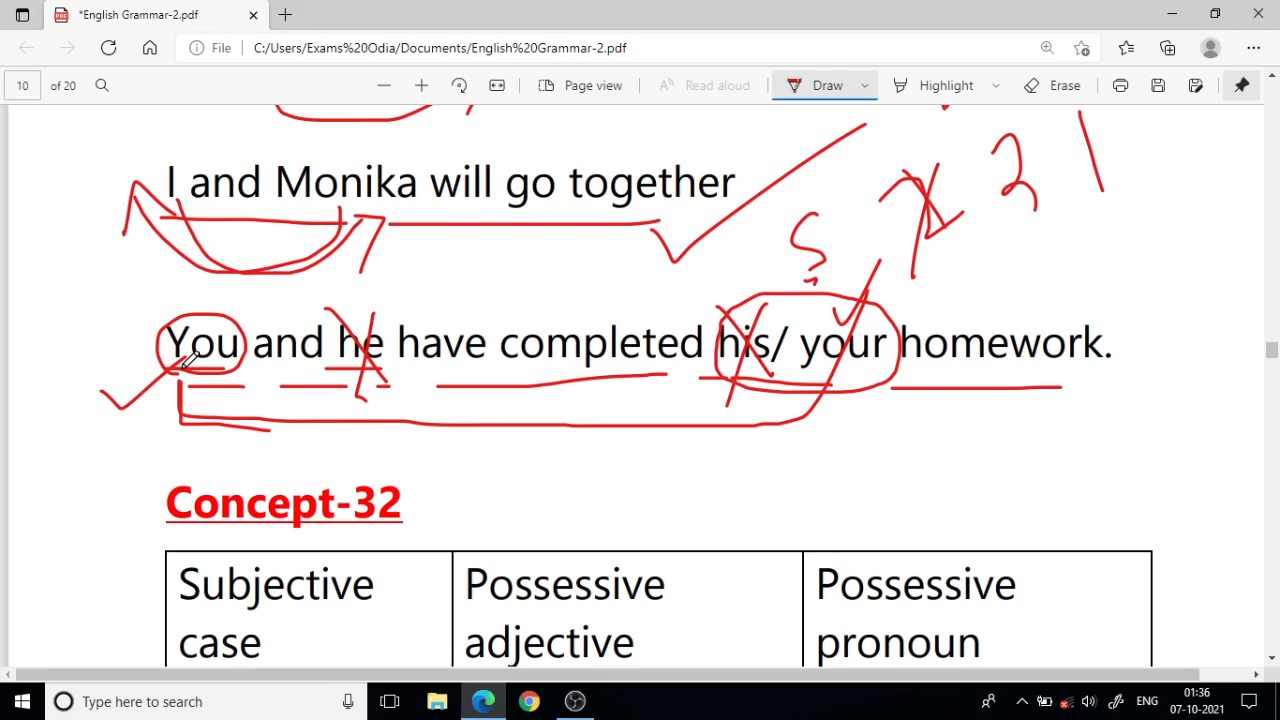 *English Grammar-2.pdf
File C:/Users/Exams%20Odia/Documents/English%20Grammar-2.pdf
10 of 20 Page view Read aloud Draw Highlight Erase
2 1
I and Monika will go together
You and he have completed his/ your homework.
Concept-32
Subjective case Possessive adjective Possessive pronoun
Type here to search ENG 01:36 07-10-2021